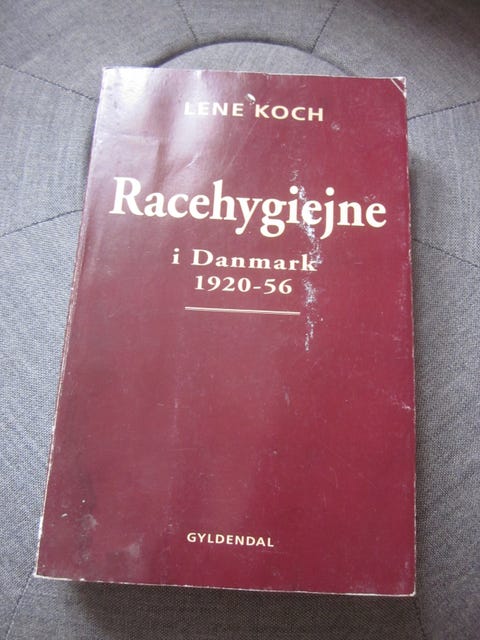 LENE KOCH
Racehygiejne
i Danmark
1920-56
GYLDENDAL